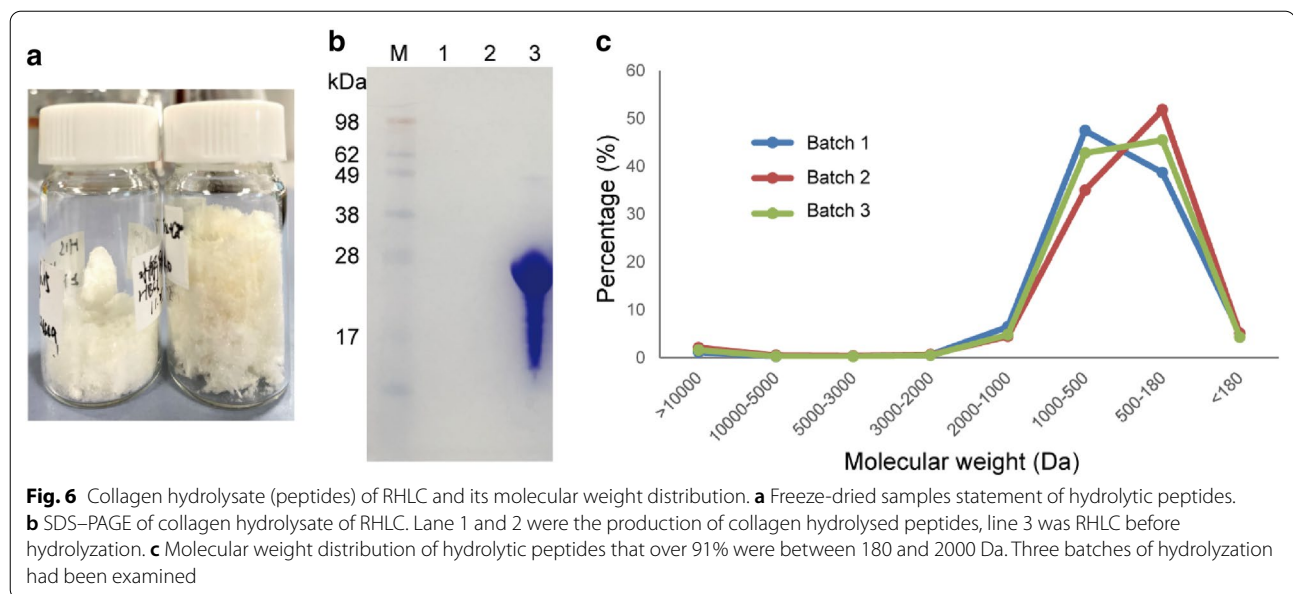 a
b
c
M 1 2 3
kDa
98
62
49
38
28
17
Percentage (%)
60
50
40
30
20
10
0
Batch 1
Batch 2
Batch 3
>10000
10000-5000
5000-3000
3000-2000
2000-1000
1000-500
500-180
<180
Molecular weight (Da)
Fig. 6 Collagen hydrolysate (peptides) of RHLC and its molecular weight distribution. a Freeze-dried samples statement of hydrolytic peptides.
b SDS–PAGE of collagen hydrolysate of RHLC. Lane 1 and 2 were the production of collagen hydrolysed peptides, line 3 was RHLC before
hydrolyzation. c Molecular weight distribution of hydrolytic peptides that over 91% were between 180 and 2000 Da. Three batches of hydrolyzation
had been examined